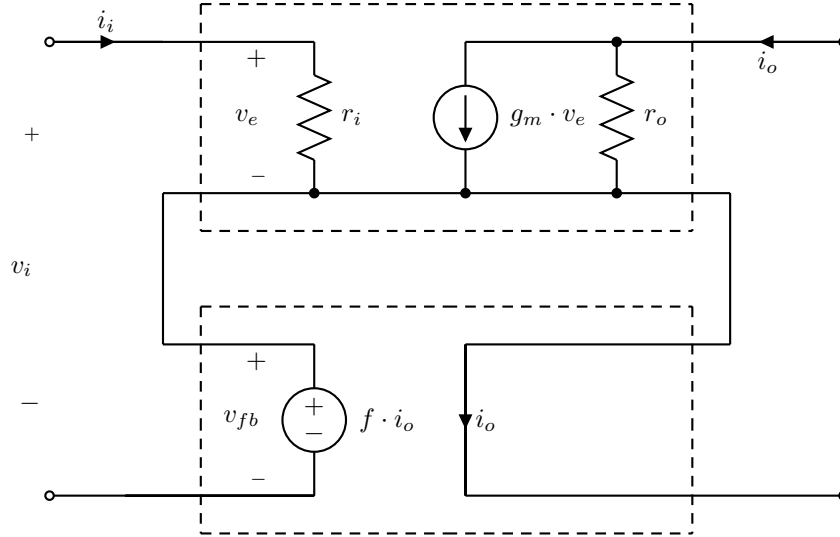 i_i
i_o
+
v_e
r_i
g_m · v_e
r_o
+
−
v_i
+
v_fb
+
−
f · i_o
i_o
−
−